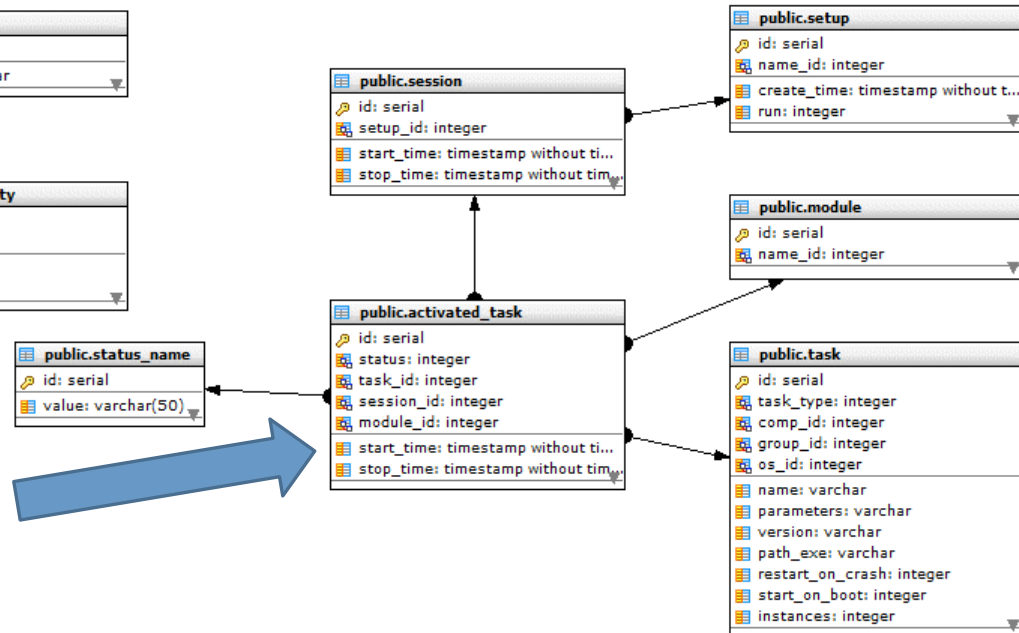 ar
ty
public.session
id: serial
setup_id: integer
start_time: timestamp without ti...
stop_time: timestamp without tim...
public.setup
id: serial
name_id: integer
create_time: timestamp without t...
run: integer
public.module
id: serial
name_id: integer
public.activated_task
id: serial
status: integer
task_id: integer
session_id: integer
module_id: integer
start_time: timestamp without ti...
stop_time: timestamp without tim...
public.status_name
id: serial
value: varchar(50)
public.task
id: serial
task_type: integer
comp_id: integer
group_id: integer
os_id: integer
name: varchar
parameters: varchar
version: varchar
path_exe: varchar
restart_on_crash: integer
start_on_boot: integer
instances: integer